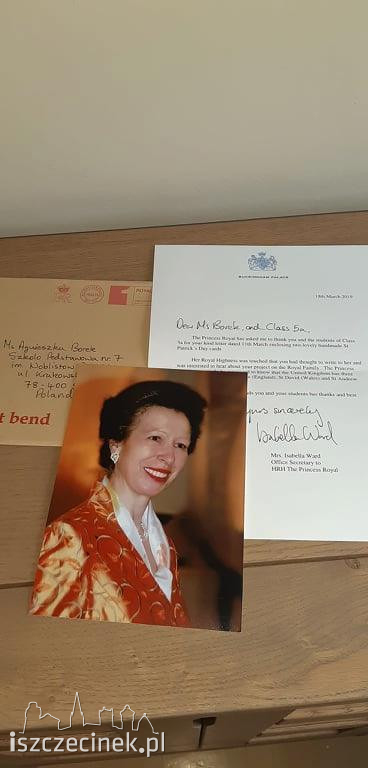 BUCKINGHAM PALACE
18th March 2019
Dear Ms Borek, and Class 5a,
The Princess Royal has asked me to thank you and the students of Class
5a for your kind letter dated 11th March enclosing two lovely handmade St
Patrick's Day cards
Her Royal Highness was touched that you had thought to write to her and
was interested to hear about your project on the Royal Family. The Princess
to know that the United Kingdom has three
(England), St David (Wales) and St Andrew
you and your students her thanks and best
yours sincerely
Isabella Ward
Mrs. Isabella Ward
Office Secretary to
HRH The Princess Royal
Ms Agnieszka Borek
Szkoło Podstawowa nr 7
im. Noblistów
ul Krakowsk
78-400
Poland
t bend
iszczecinek.pl